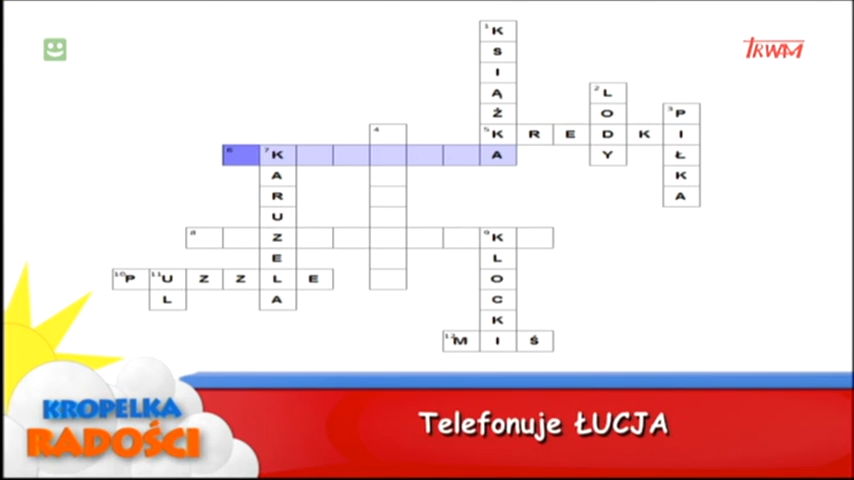 1 K
S
I
TRWAM
Ą
2 L
Ż
O
3 P
4
5 K R E D K I
6
7 K
A
Y
Ł
A
K
R
A
U
8
Z
9 K
E
L
10 P 11 U Z Z L E
O
L
A
C
K
12 M I Ś
KROPELKA
RADOŚCI
Telefonuje ŁUCJA